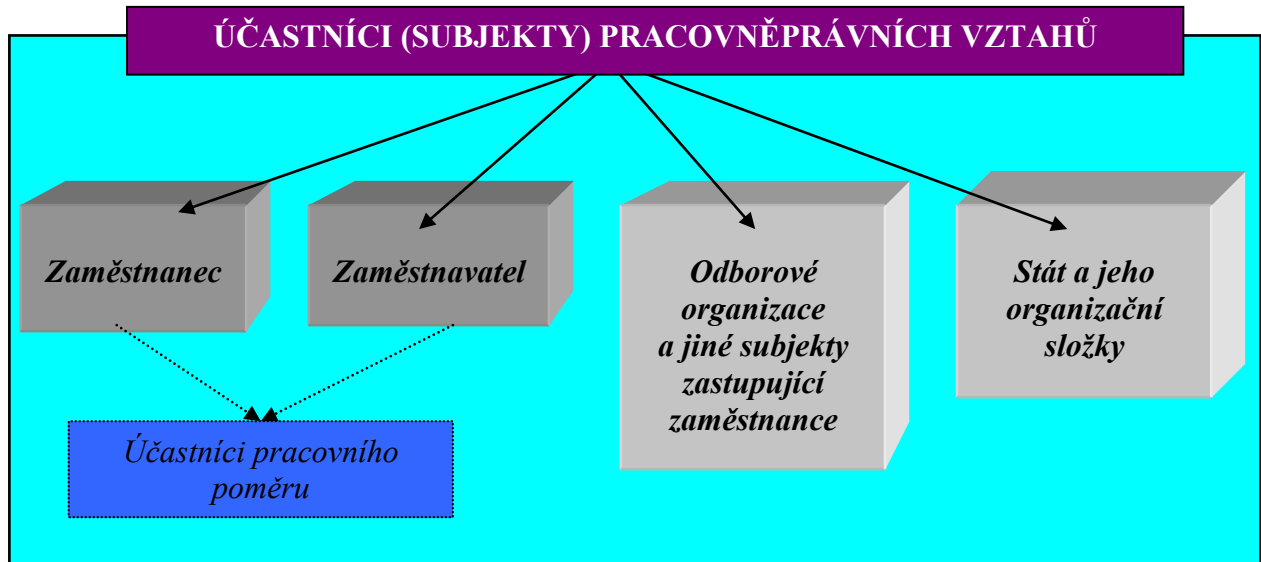 ÚČASTNÍCI (SUBJEKTY) PRACOVNĚPRÁVNÍCH VZTAHŮ
Zaměstnanec
Zaměstnavatel
Odborové
organizace
a jiné subjekty
zastupující
zaměstnance
Stát a jeho
organizační
složky
Účastníci pracovního
poměru